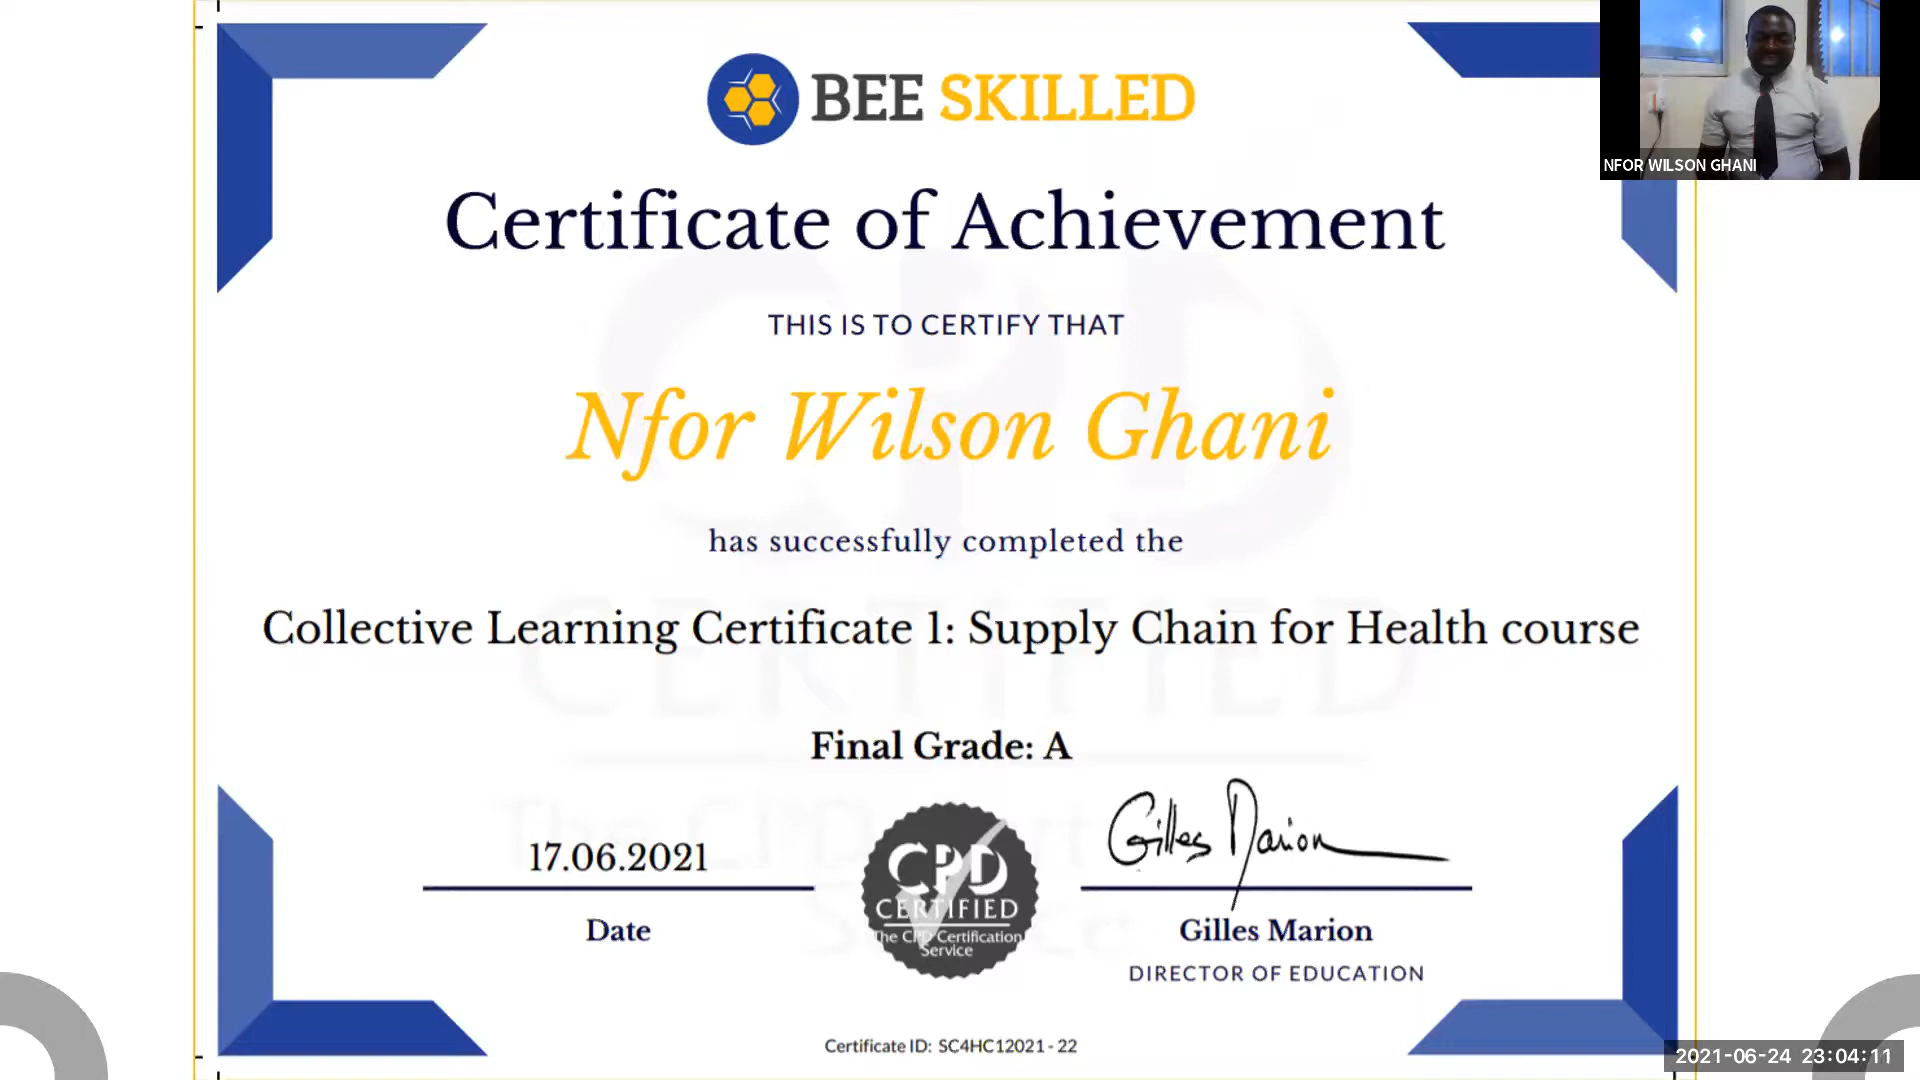 BEE SKILLED
NFOR WILSON GHANI
Certificate of Achievement
THIS IS TO CERTIFY THAT
Nfor Wilson Ghani
has successfully completed the
Collective Learning Certificate 1: Supply Chain for Health course
Final Grade: A
Gilles Marion
17.06.2021
CPD
CERTIFIED
The CPD Certification
Service
Date
Gilles Marion
DIRECTOR OF EDUCATION
Certificate ID: SC4HC12021 - 22
2021-06-24 23:04:11
CPD
CERTIFIED